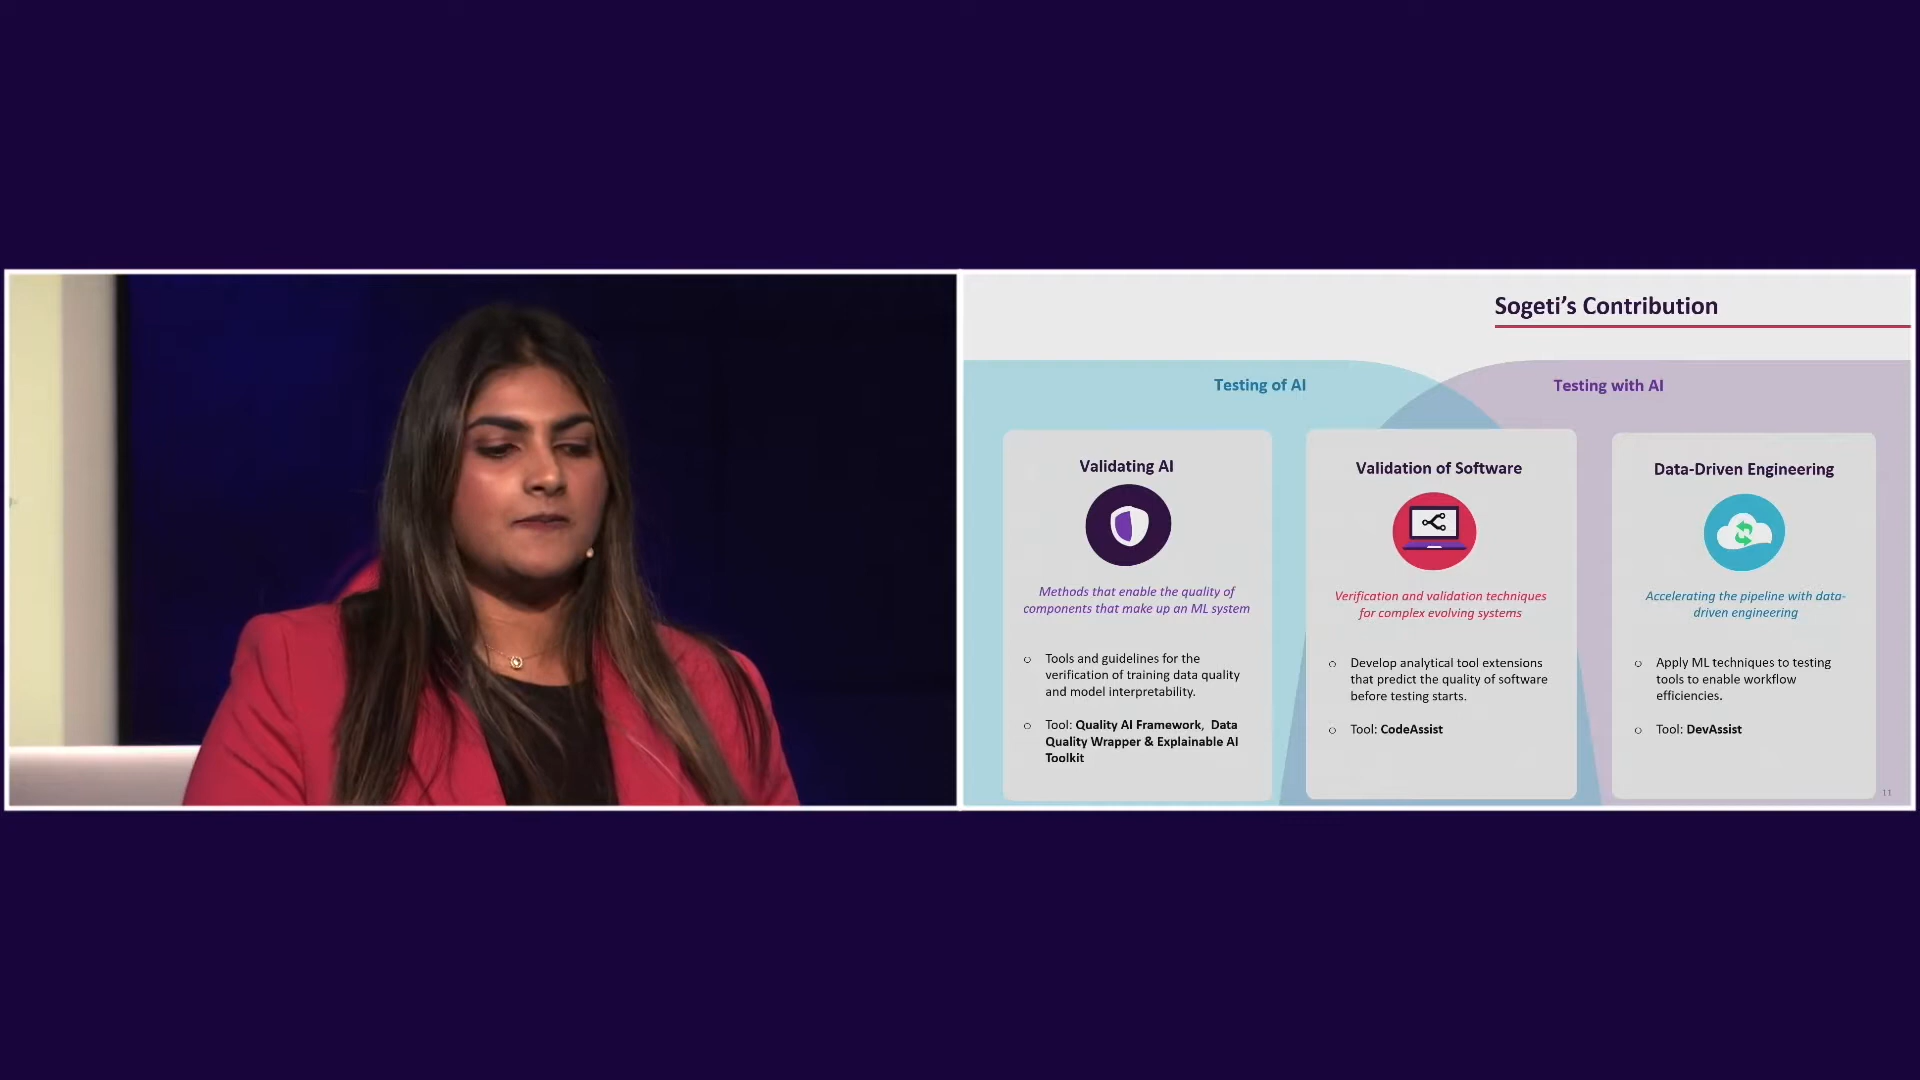 Sogeti’s Contribution
Testing of AI
Testing with AI
Validating AI
Methods that enable the quality of
components that make up an ML system
○ Tools and guidelines for the
verification of training data quality
and model interpretability.
○ Tool: Quality AI Framework, Data
Quality Wrapper & Explainable AI
Toolkit
Validation of Software
Verification and validation techniques
for complex evolving systems
○ Develop analytical tool extensions
that predict the quality of software
before testing starts.
○ Tool: CodeAssist
Data-Driven Engineering
Accelerating the pipeline with data-
driven engineering
○ Apply ML techniques to testing
tools to enable workflow
efficiencies.
○ Tool: DevAssist
11